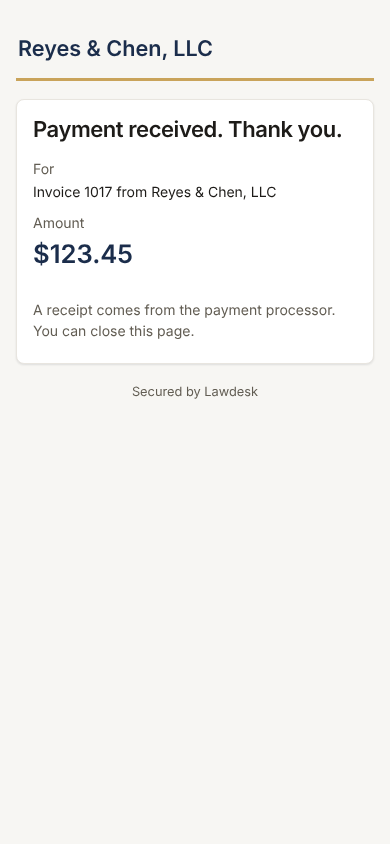 Reyes & Chen, LLC
Payment received. Thank you.
For
Invoice 1017 from Reyes & Chen, LLC
Amount
$123.45
A receipt comes from the payment processor.
You can close this page.
Secured by Lawdesk